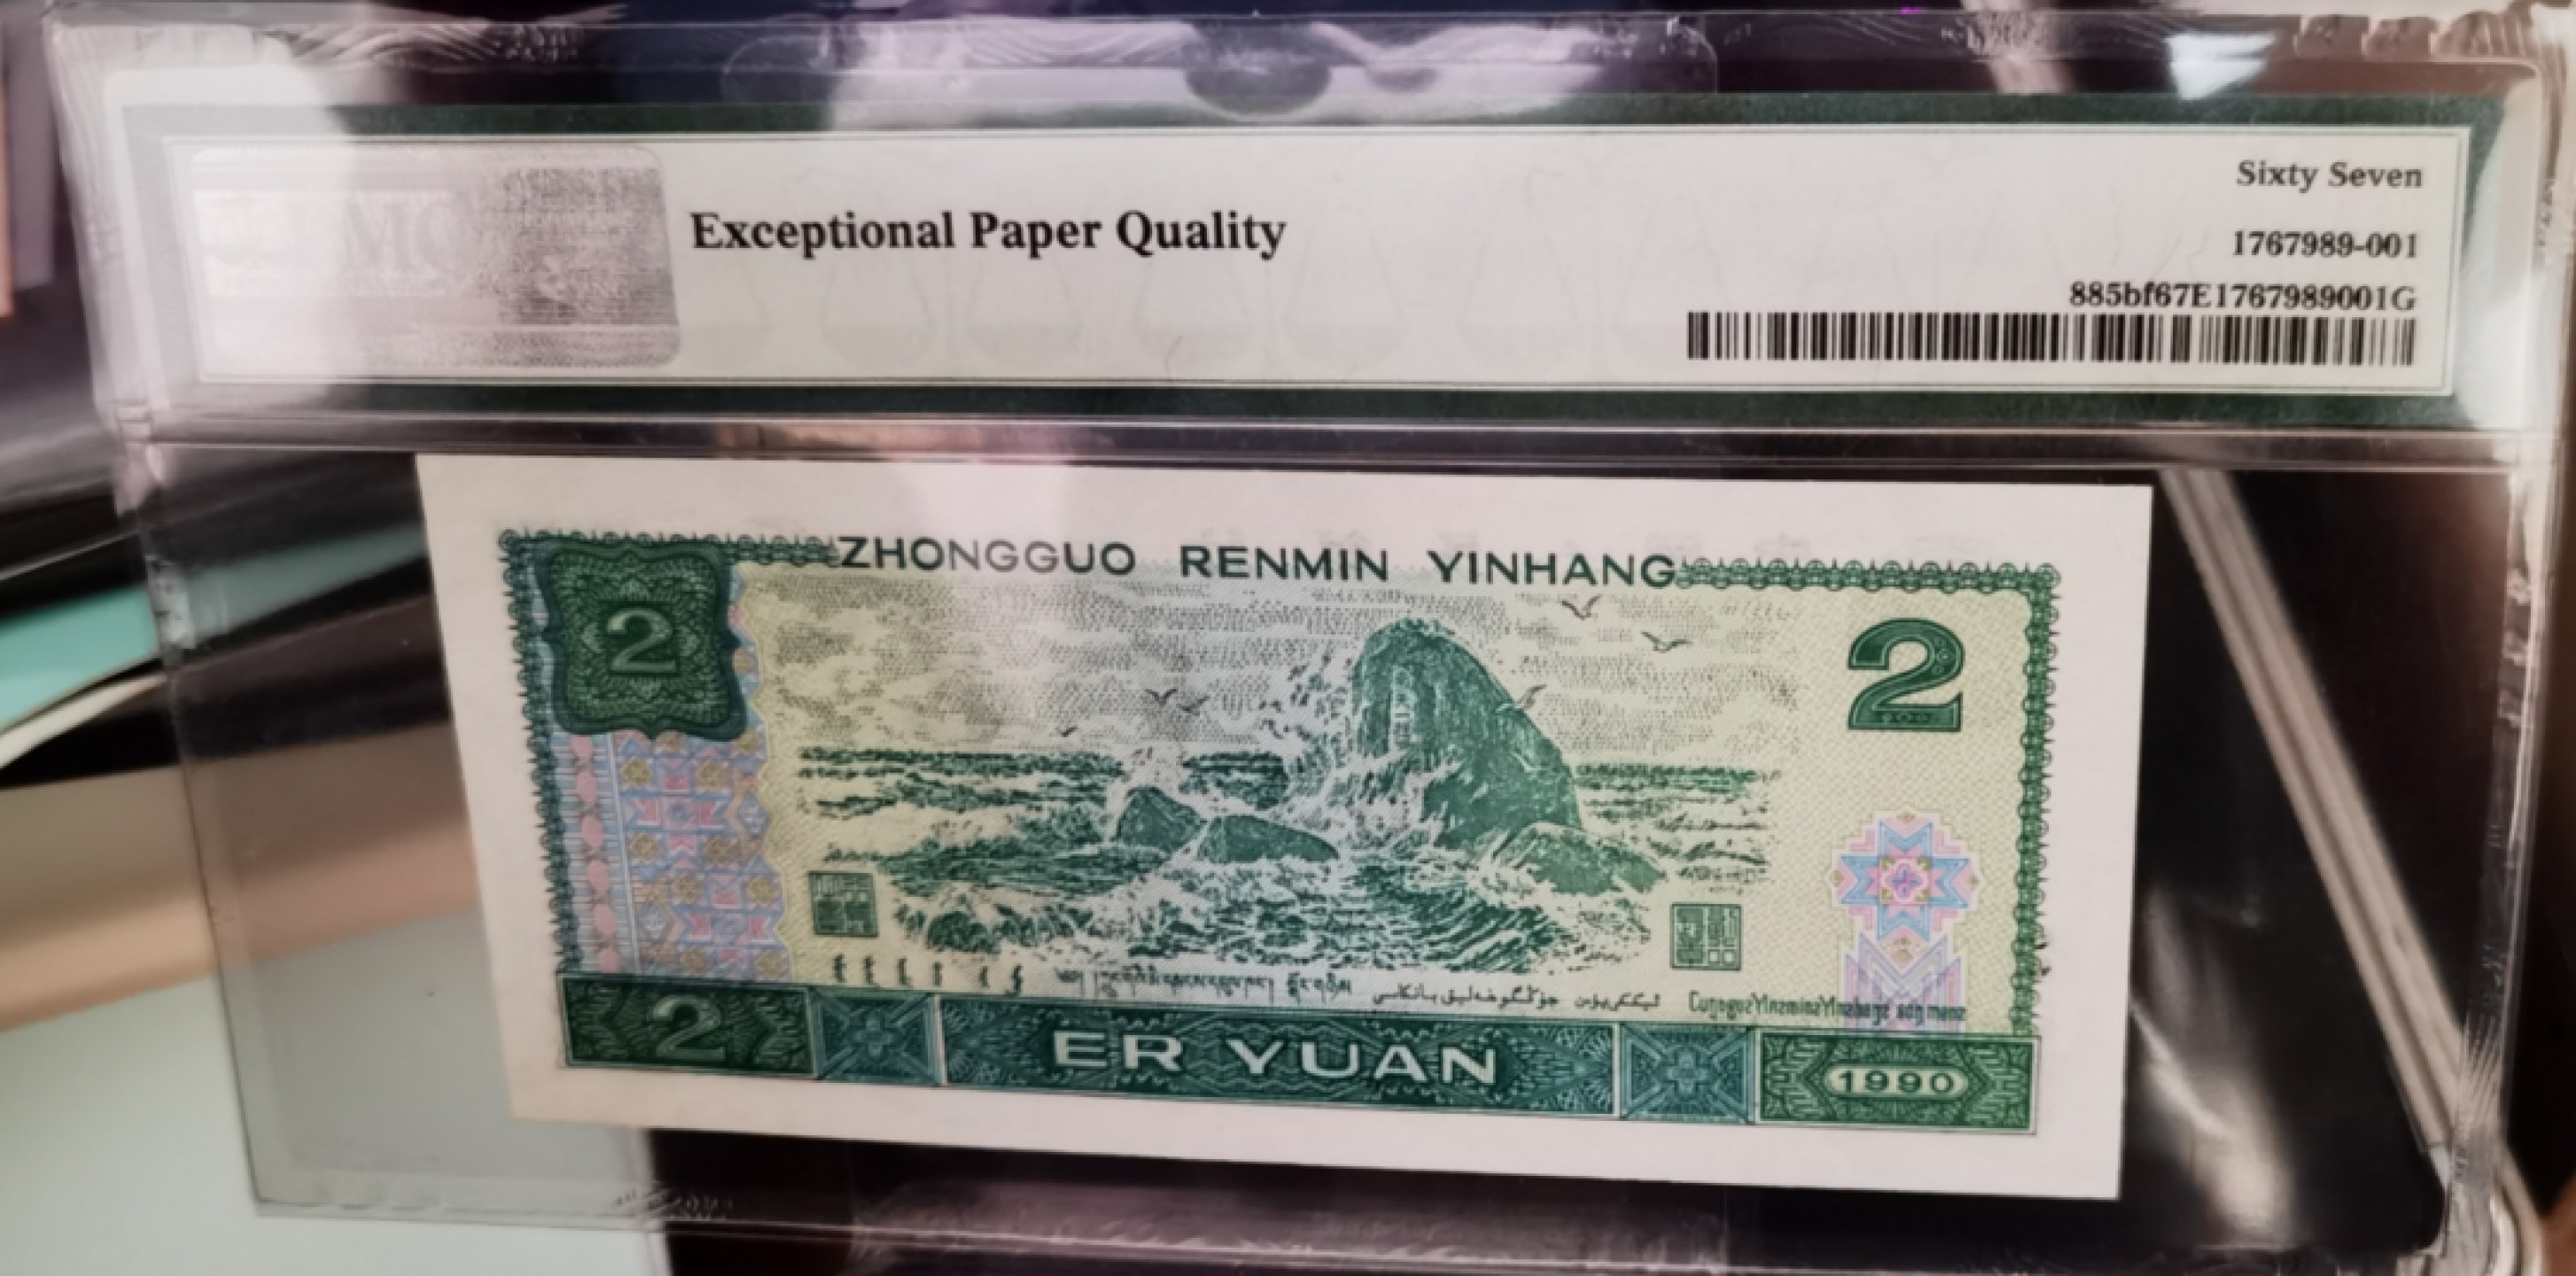 Exceptional Paper Quality
Sixty Seven
1767989-001
885bf67E1767989001G
ZHONGGUO RENMIN YINHANG
2
2
2
ER YUAN
1990